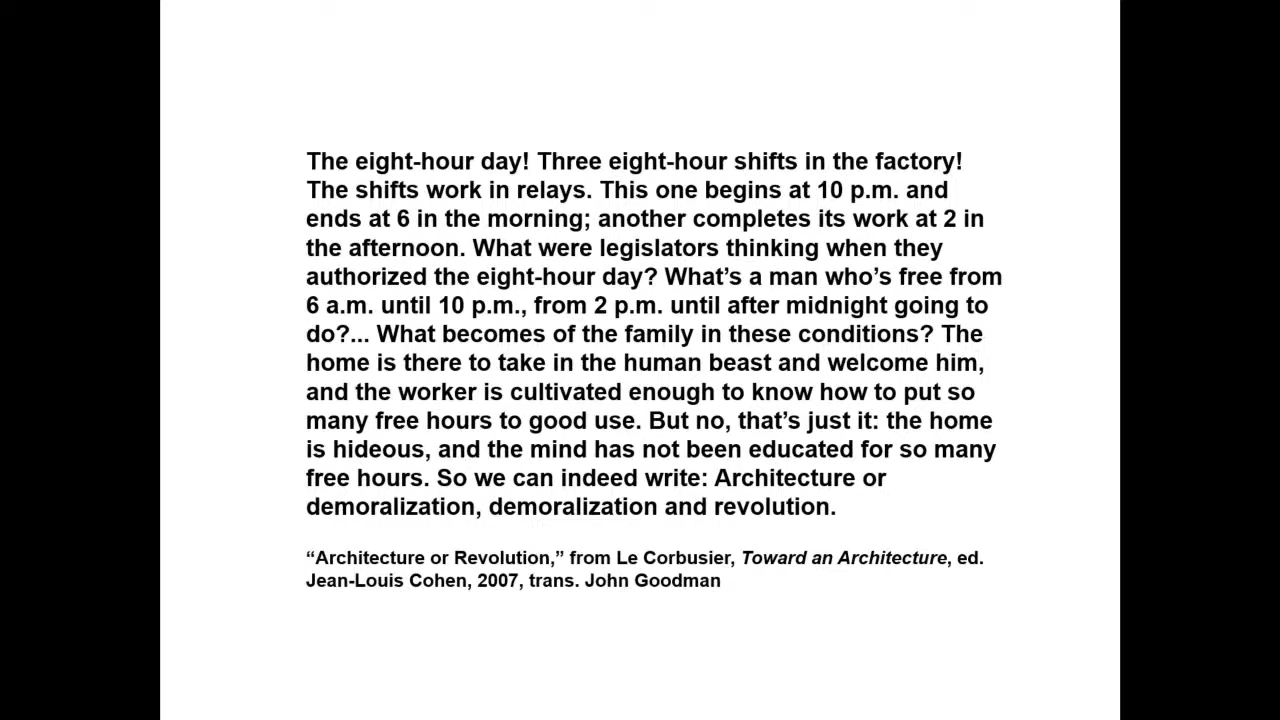 The eight-hour day! Three eight-hour shifts in the factory!
The shifts work in relays. This one begins at 10 p.m. and
ends at 6 in the morning; another completes its work at 2 in
the afternoon. What were legislators thinking when they
authorized the eight-hour day? What’s a man who’s free from
6 a.m. until 10 p.m., from 2 p.m. until after midnight going to
do?... What becomes of the family in these conditions? The
home is there to take in the human beast and welcome him,
and the worker is cultivated enough to know how to put so
many free hours to good use. But no, that’s just it: the home
is hideous, and the mind has not been educated for so many
free hours. So we can indeed write: Architecture or
demoralization, demoralization and revolution.
“Architecture or Revolution,” from Le Corbusier, Toward an Architecture, ed.
Jean-Louis Cohen, 2007, trans. John Goodman